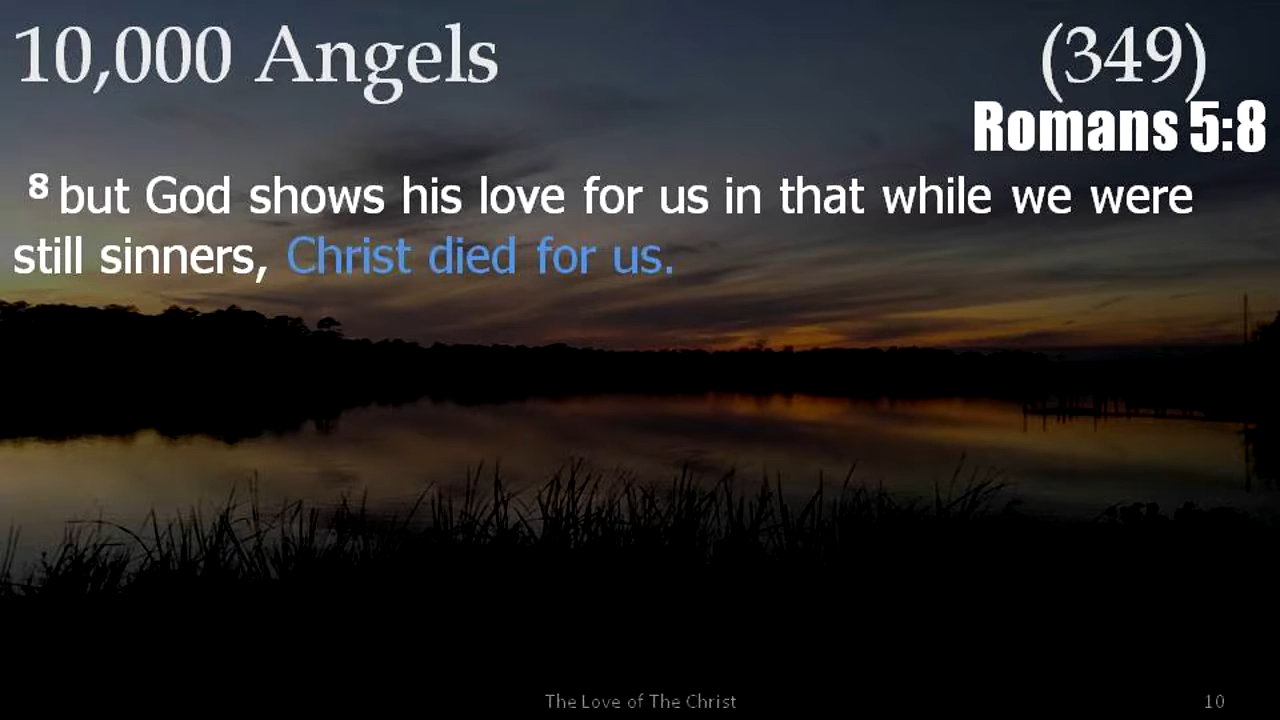 10,000 Angels (349)
Romans 5:8
8 but God shows his love for us in that while we were
still sinners, Christ died for us.
The Love of The Christ 10